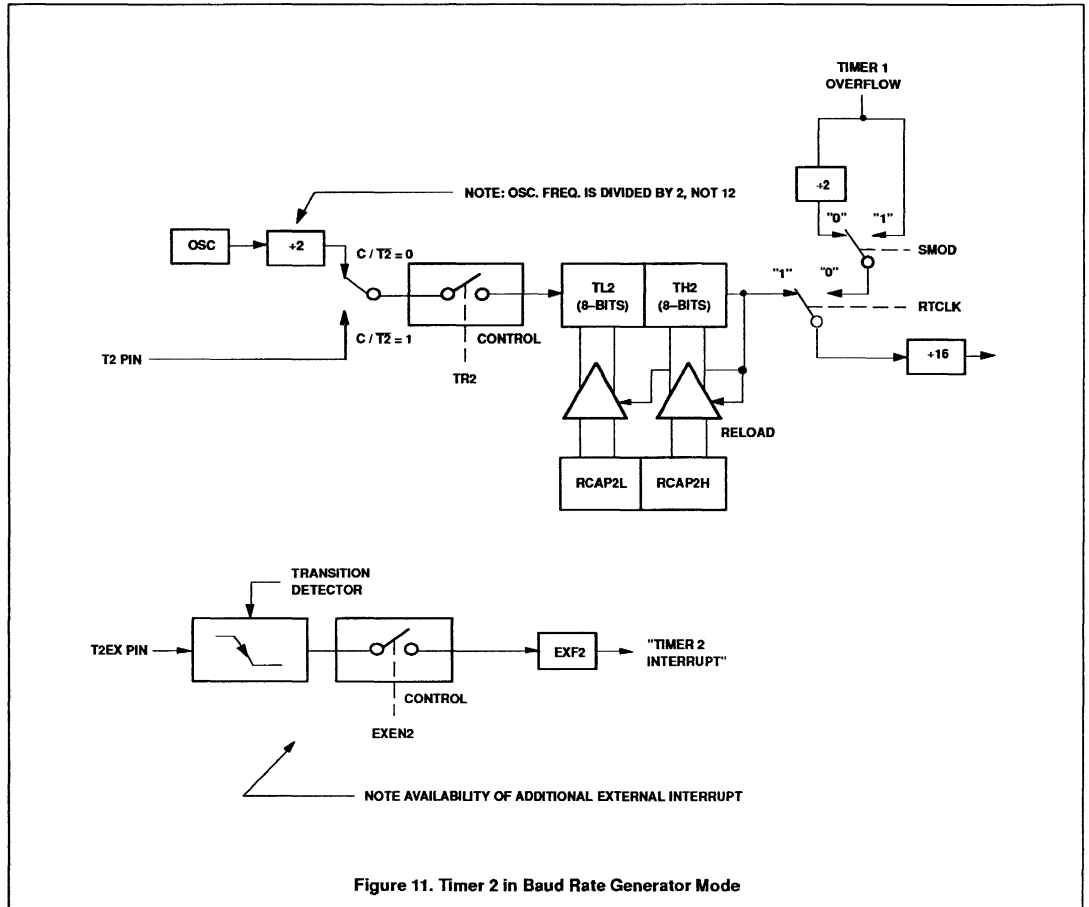 TIMER 1
OVERFLOW
÷2
NOTE: OSC. FREQ. IS DIVIDED BY 2, NOT 12
"0" "1"
OSC
÷2
C / T2̅ = 0
SMOD
"1" "0"
TL2
(8–BITS)
TH2
(8–BITS)
RTCLK
C / T2̅ = 1
CONTROL
T2 PIN
÷16
TR2
RELOAD
RCAP2L
RCAP2H
TRANSITION
DETECTOR
T2EX PIN
EXF2
"TIMER 2
INTERRUPT"
CONTROL
EXEN2
NOTE AVAILABILITY OF ADDITIONAL EXTERNAL INTERRUPT
Figure 11. Timer 2 in Baud Rate Generator Mode